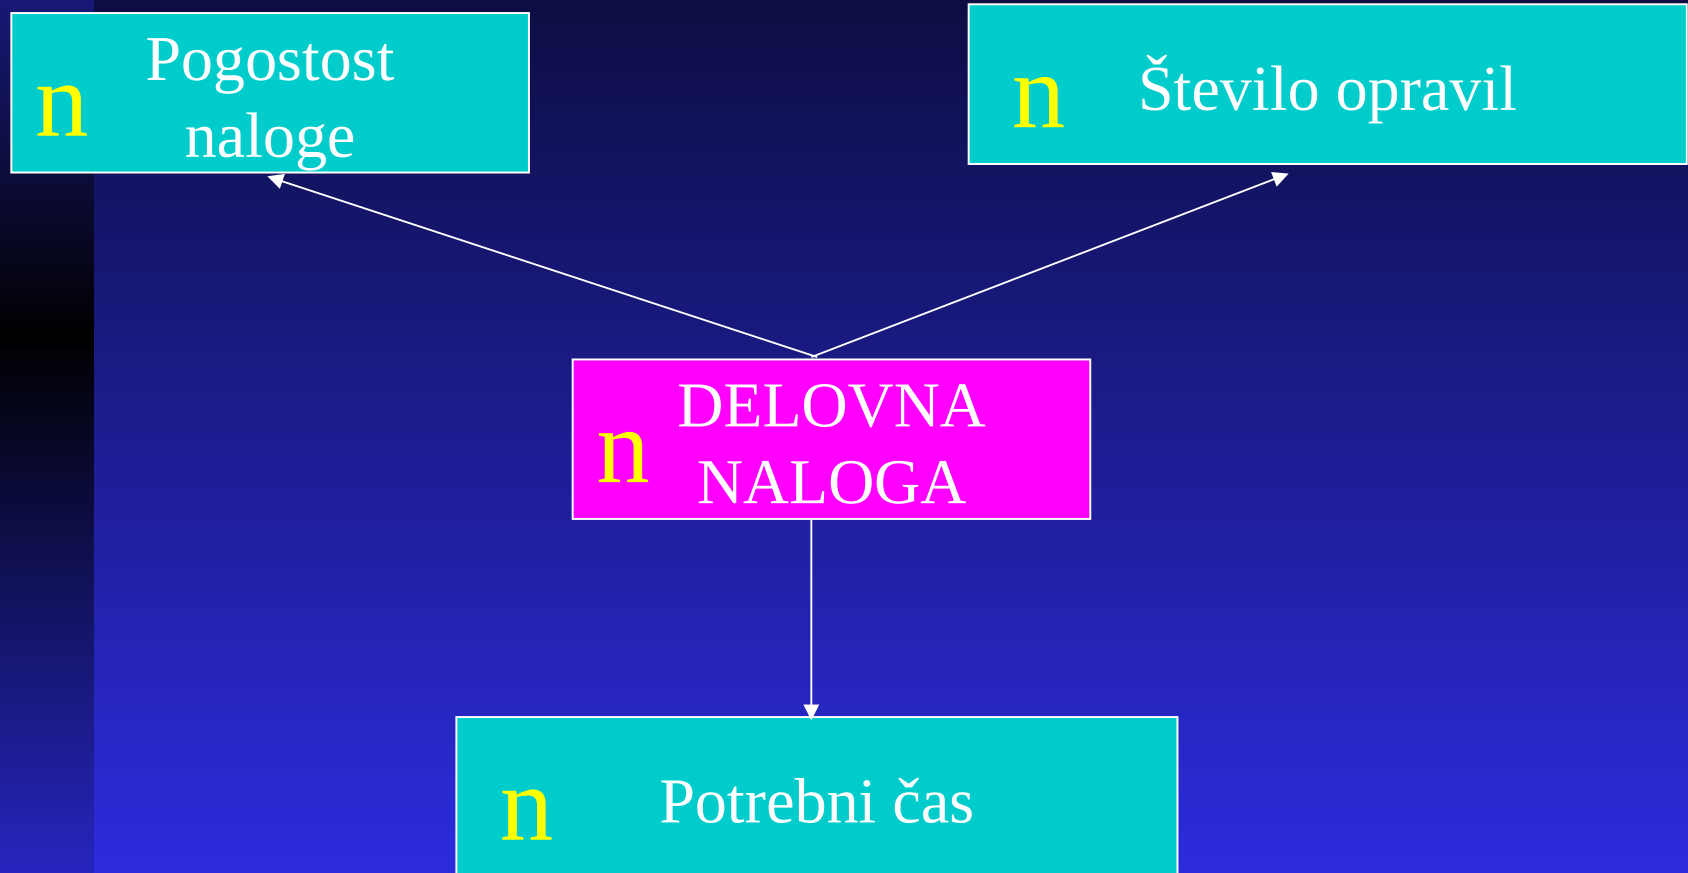 n Pogostost
naloge
n Število opravil
n DELOVNA
NALOGA
n Potrebni čas